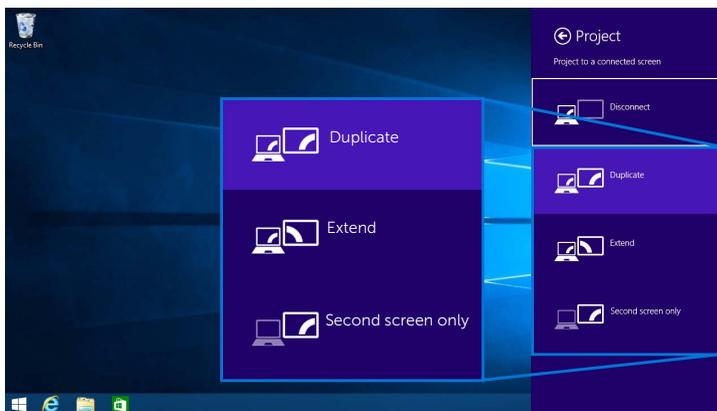 Recycle Bin
Project
Project to a connected screen
Disconnect
Duplicate
Extend
Second screen only
Duplicate
Extend
Second screen only